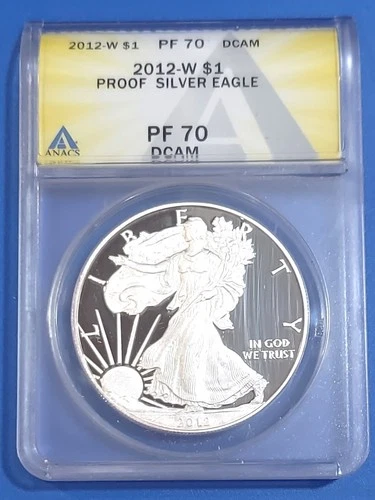 2012-W $1 PF 70 DCAM
2012-W $1
PROOF SILVER EAGLE
ANACS
PF 70
DCAM
LIBERTY
IN GOD
WE TRUST
2012